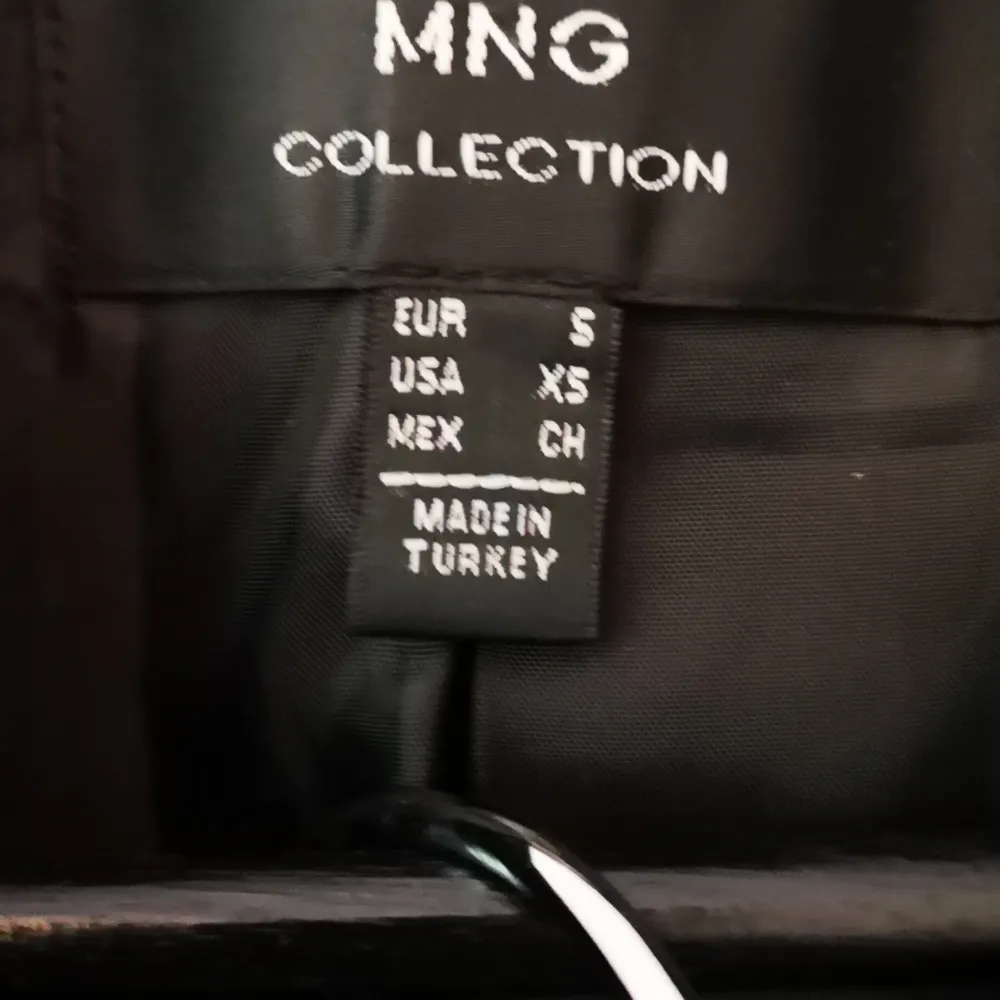 MNG
COLLECTION
EUR S
USA XS
MEX CH
MADE IN
TURKEY